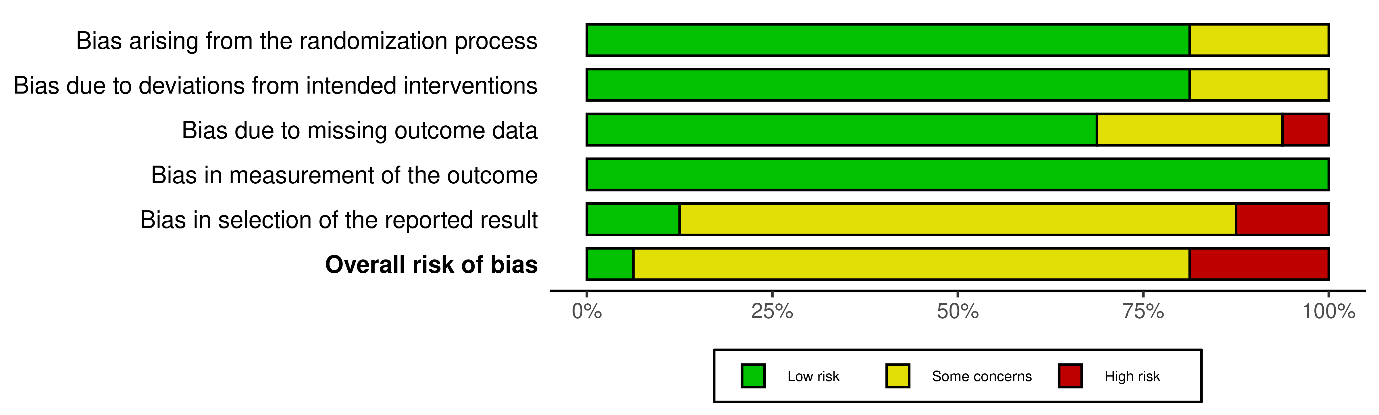 Bias arising from the randomization process
Bias due to deviations from intended interventions
Bias due to missing outcome data
Bias in measurement of the outcome
Bias in selection of the reported result
Overall risk of bias
0% 25% 50% 75% 100%
Low risk Some concerns High risk